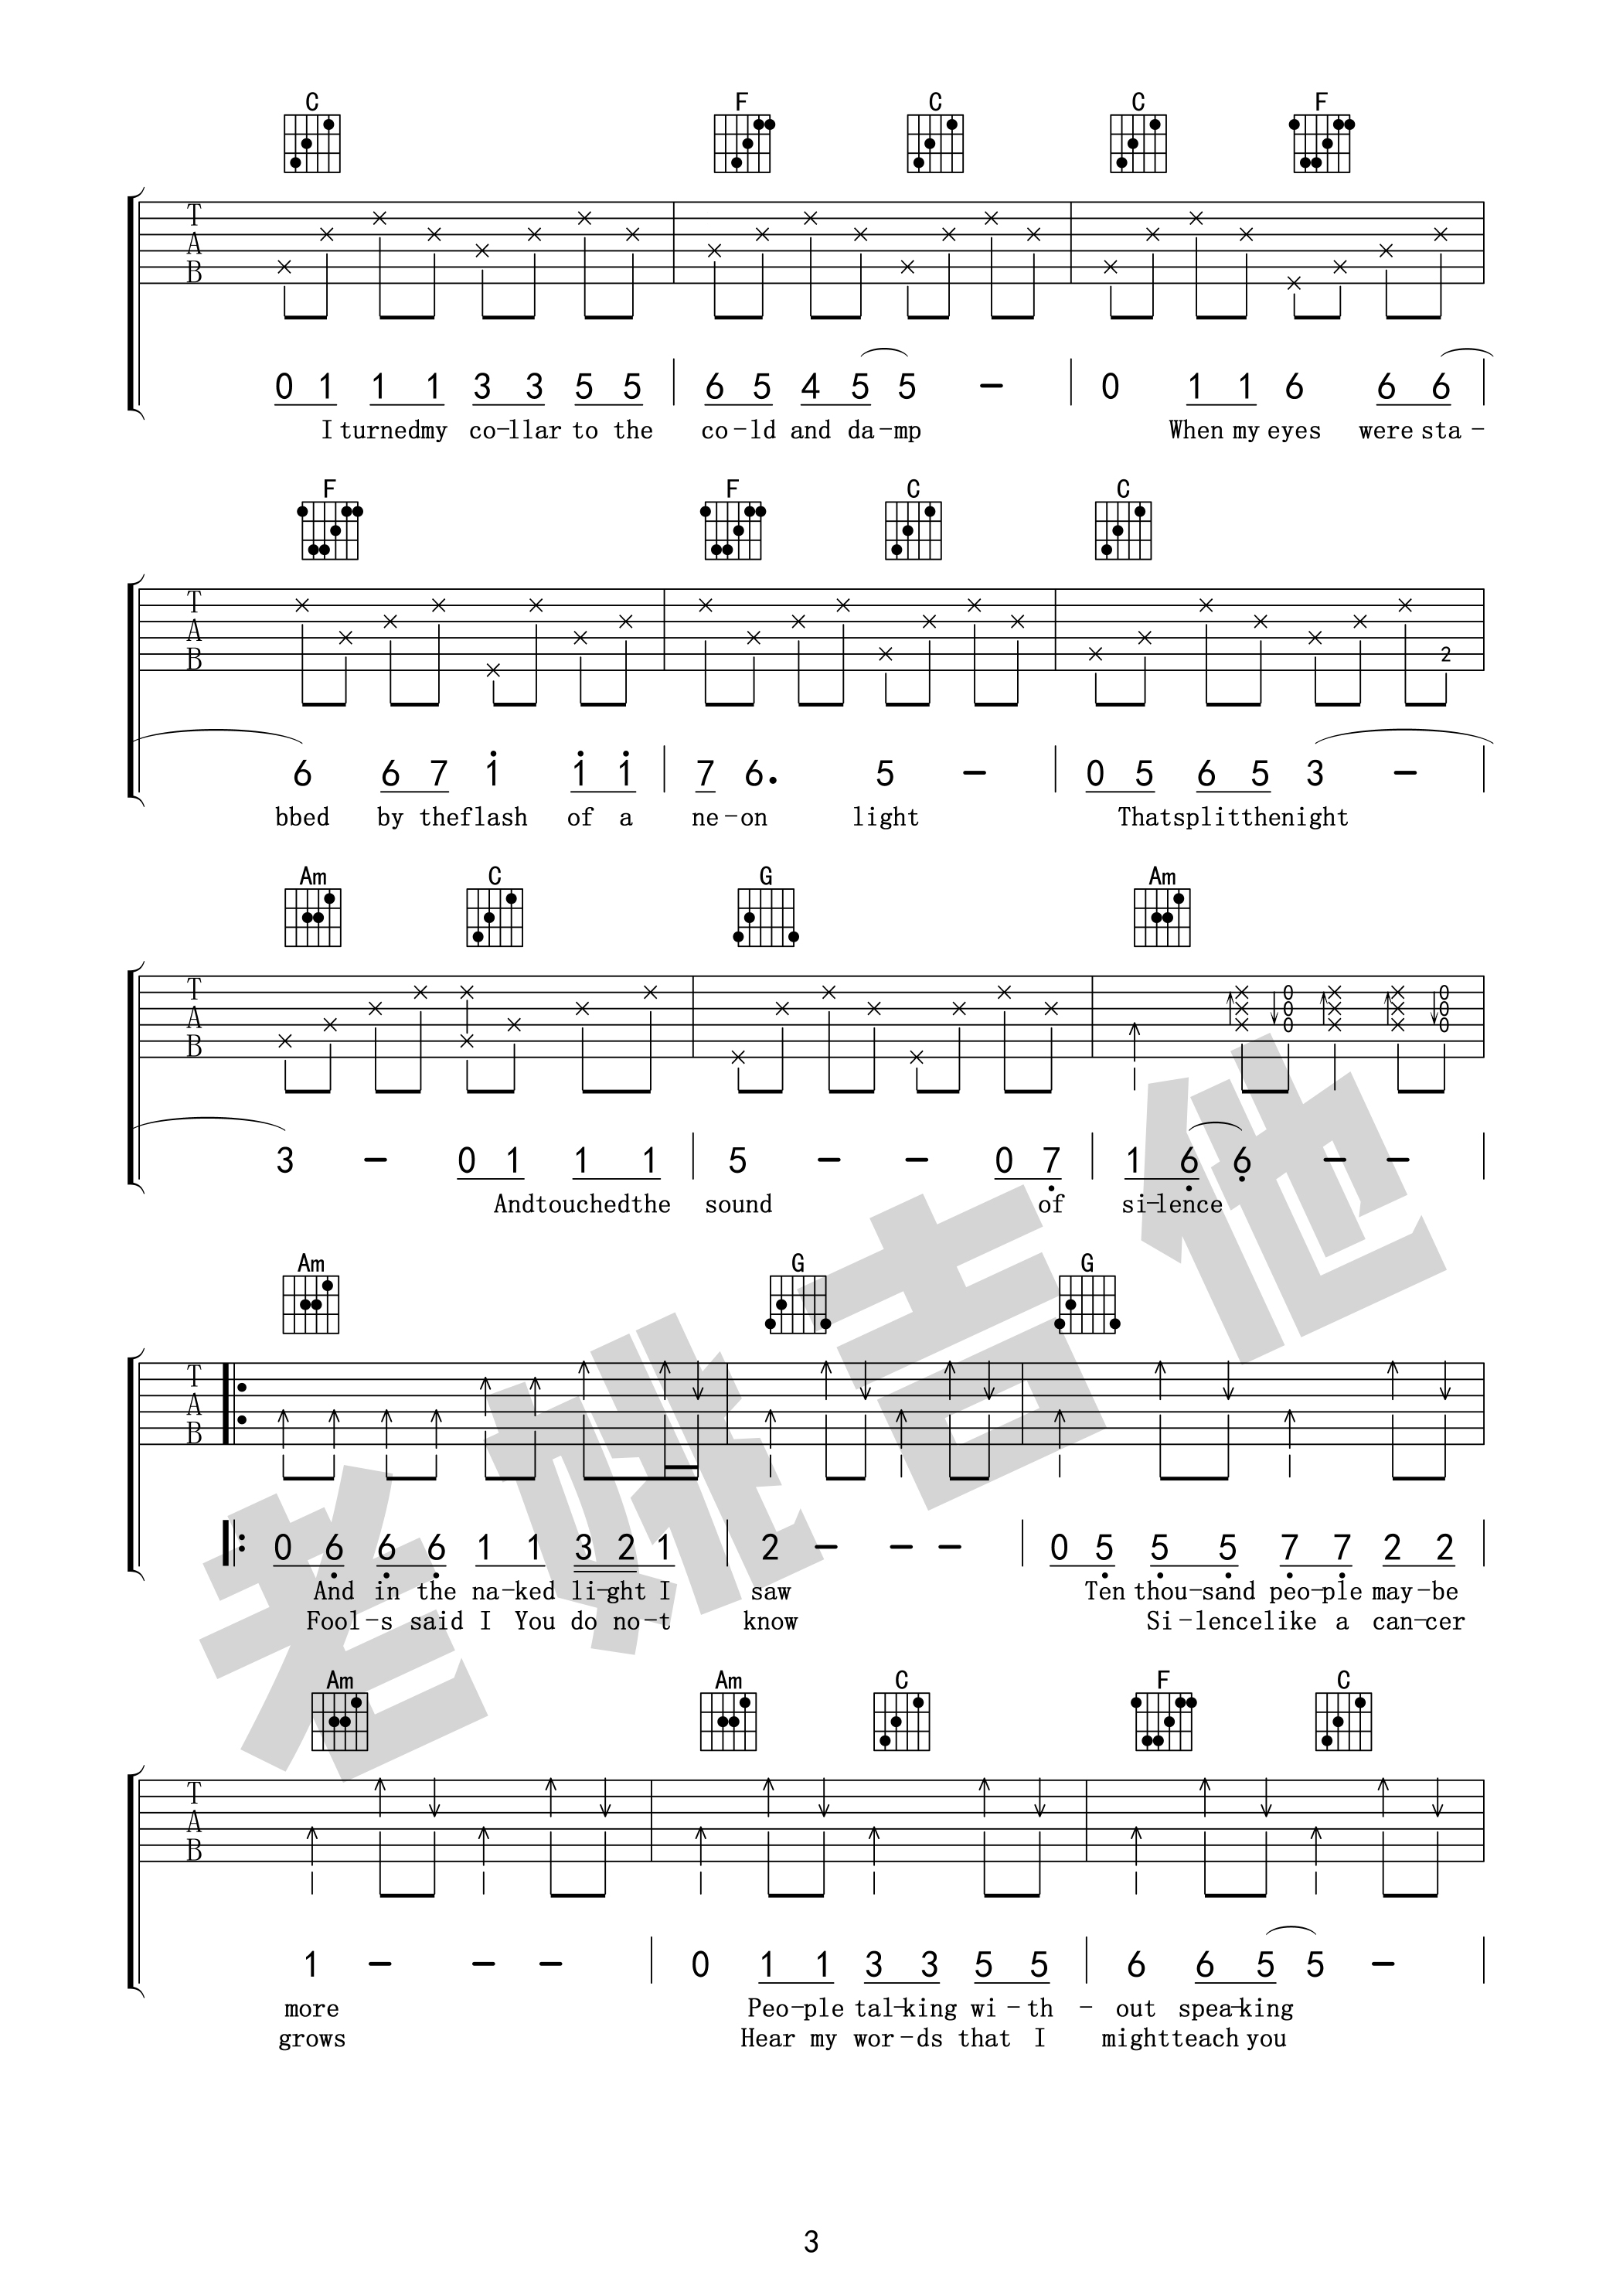 C F C C F
T
A
B
0 1 1 1 3 3 5 5 | 6 5 4 5 5 － | 0 1 1 6 6 6 |
I turnedmy co-llar to the co-ld and da-mp When my eyes were sta-
F F C C
T
A
B
2
6 6 7 1 1 1 | 7 6. 5 － | 0 5 6 5 3 － |
bbed by theflash of a ne-on light Thatsplitthenight
Am C G Am
T
A
B
0 0
0 0
0 0
3 － 0 1 1 1 | 5 － － 0 7 | 1 6 6 － － |
Andtouchedthe sound of si-lence
Am G G
T
A
B
0 6 6 6 1 1 3 2 1 | 2 － － － | 0 5 5 5 7 7 2 2 |
And in the na-ked li-ght I saw Ten thou-sand peo-ple may-be
Fool-s said I You do no-t know Si-lencelike a can-cer
Am Am C F C
T
A
B
1 － － － | 0 1 1 3 3 5 5 | 6 6 5 5 － |
more Peo-ple tal-king wi-th - out spea-king
grows Hear my wor-ds that I mightteach you
老姚吉他
3